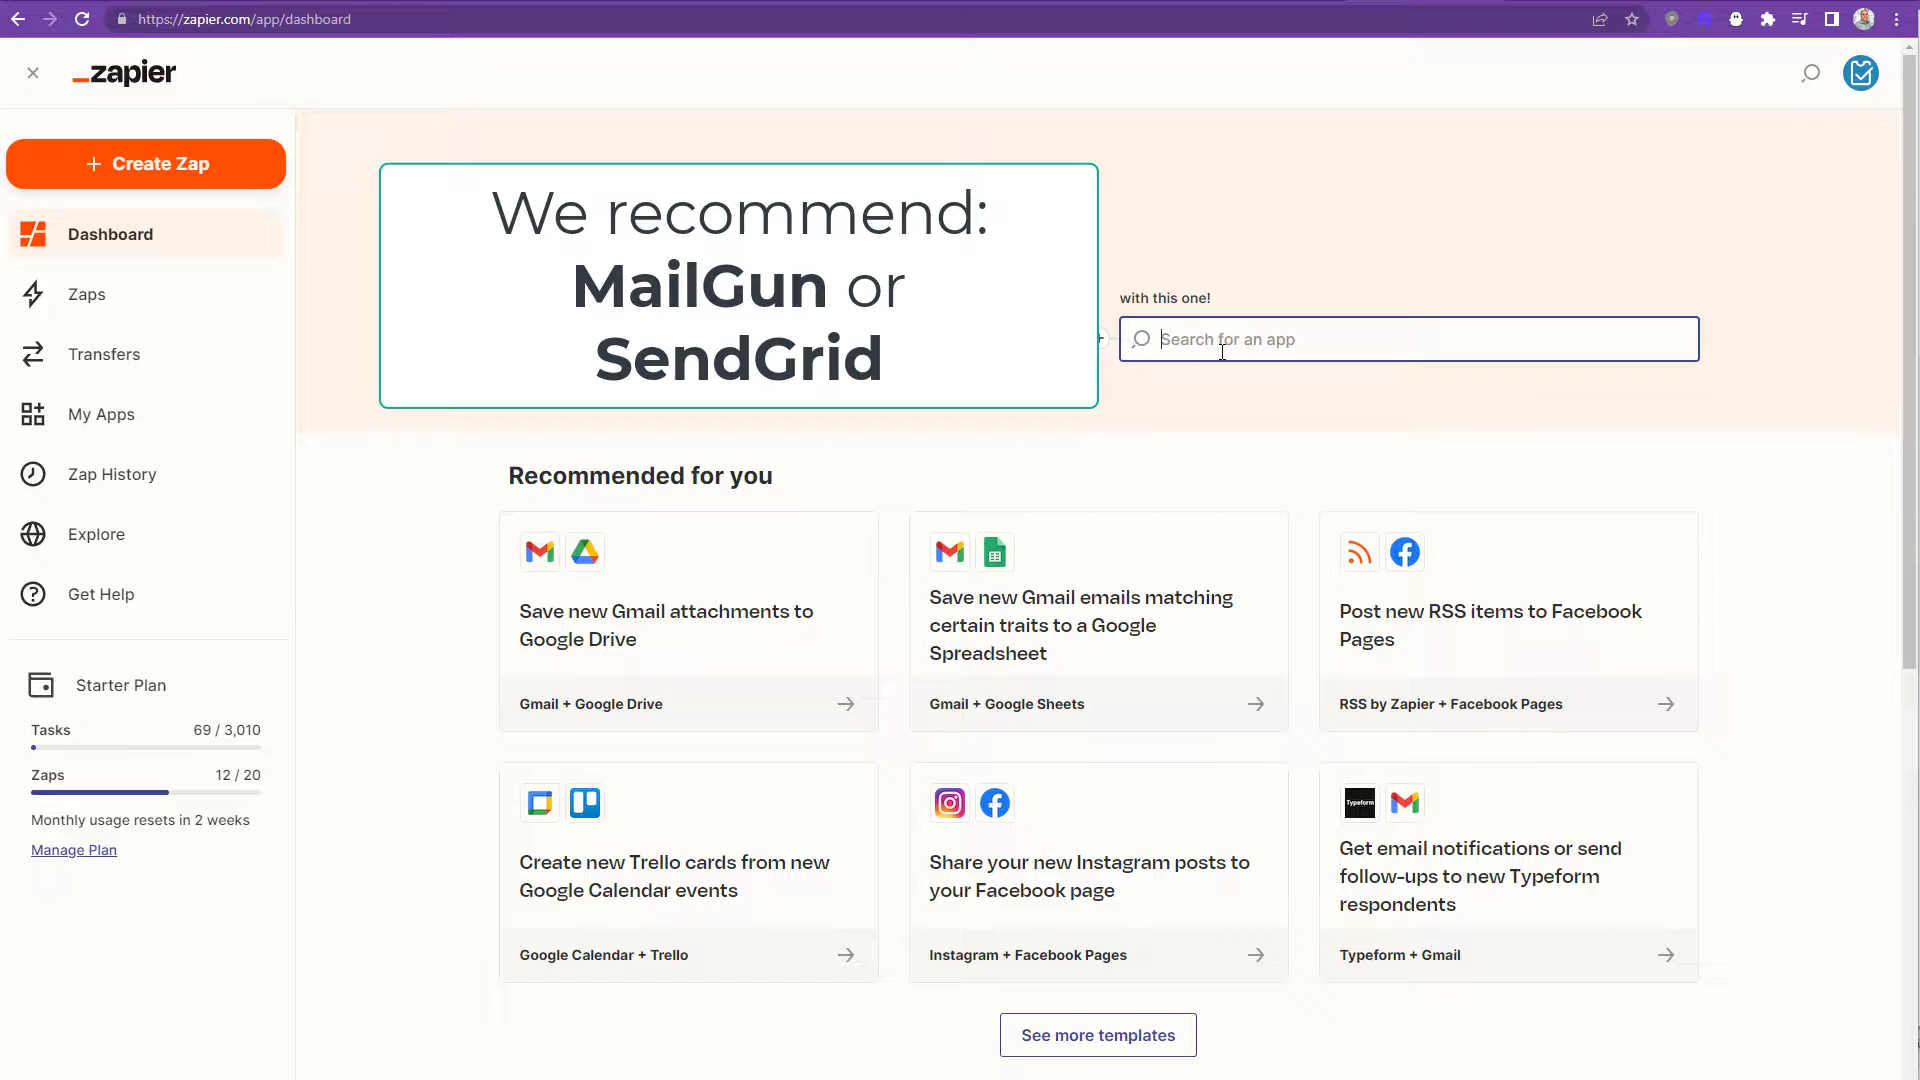 https://zapier.com/app/dashboard
_zapier
+ Create Zap
Dashboard
Zaps
Transfers
My Apps
Zap History
Explore
Get Help
Starter Plan
Tasks 69 / 3,010
Zaps 12 / 20
Monthly usage resets in 2 weeks
Manage Plan
We recommend:
MailGun or
SendGrid
with this one!
Search for an app
Recommended for you
Save new Gmail attachments to
Google Drive
Gmail + Google Drive
Save new Gmail emails matching
certain traits to a Google
Spreadsheet
Gmail + Google Sheets
Post new RSS items to Facebook
Pages
RSS by Zapier + Facebook Pages
Create new Trello cards from new
Google Calendar events
Google Calendar + Trello
Share your new Instagram posts to
your Facebook page
Instagram + Facebook Pages
Typeform
Get email notifications or send
follow-ups to new Typeform
respondents
Typeform + Gmail
See more templates